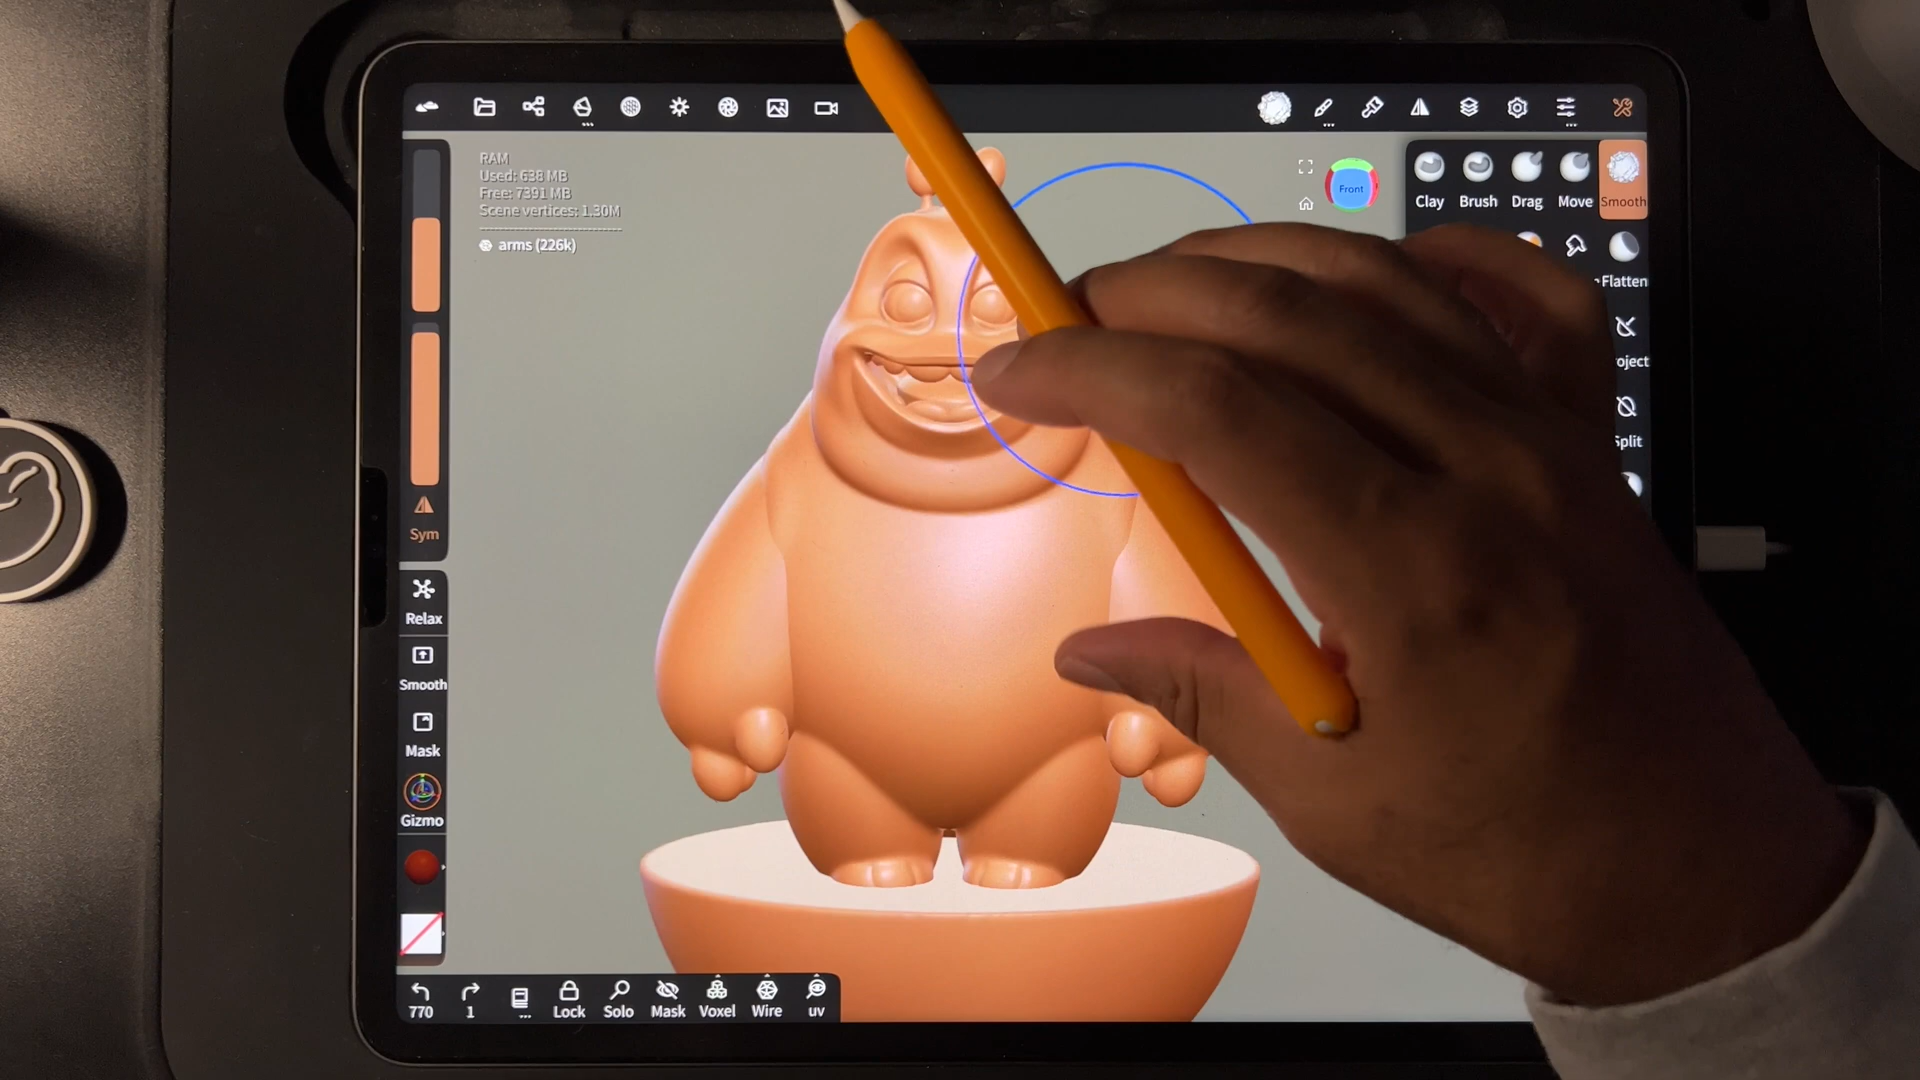 RAM
Used: 638 MB
Free: 7391 MB
Scene vertices: 1.30M
arms (226k)
Front
Clay Brush Drag Move Smooth
Flatten
oject
Split
Sym
Relax
Smooth
Mask
Gizmo
770 1 Lock Solo Mask Voxel Wire uv